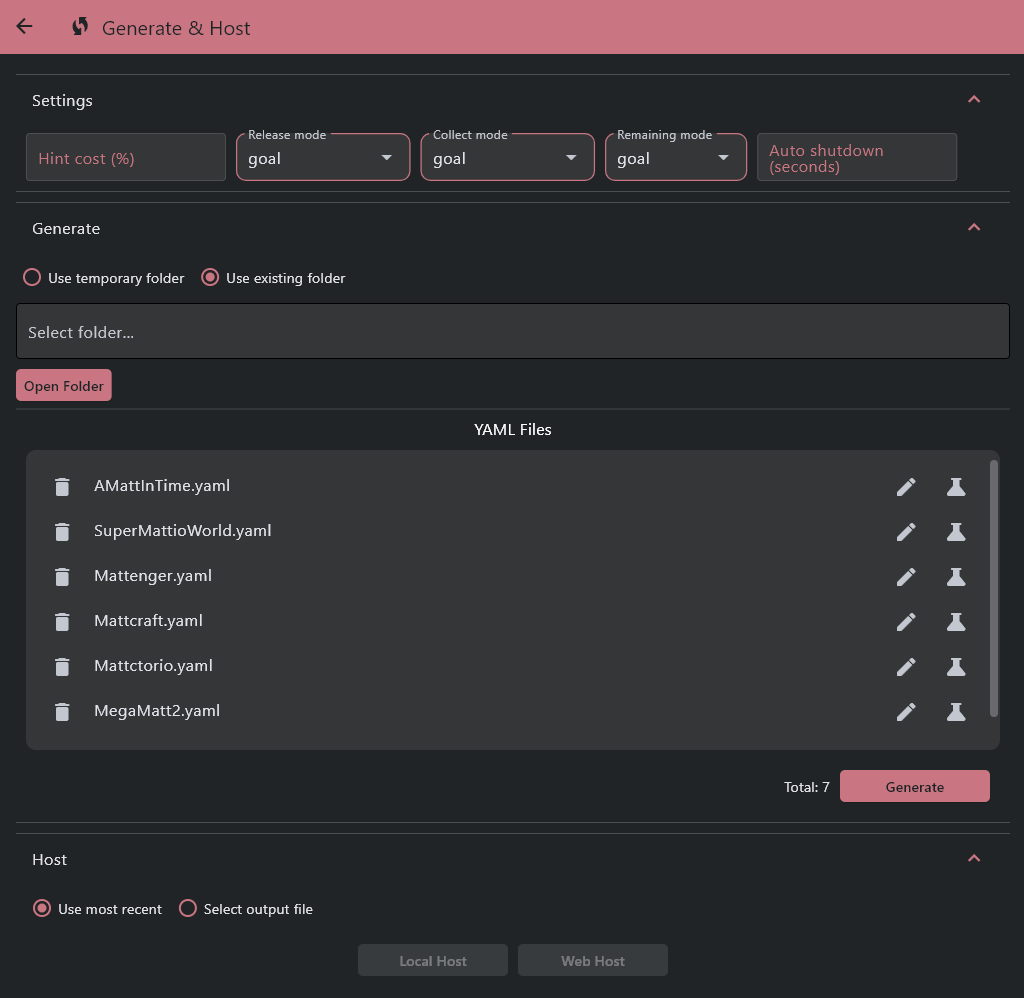 Generate & Host
Settings
Hint cost (%)
Release mode
goal
Collect mode
goal
Remaining mode
goal
Auto shutdown
(seconds)
Generate
Use temporary folder
Use existing folder
Select folder...
Open Folder
YAML Files
AMattInTime.yaml
SuperMattioWorld.yaml
Mattenger.yaml
Mattcraft.yaml
Mattctorio.yaml
MegaMatt2.yaml
Total: 7
Generate
Host
Use most recent
Select output file
Local Host
Web Host